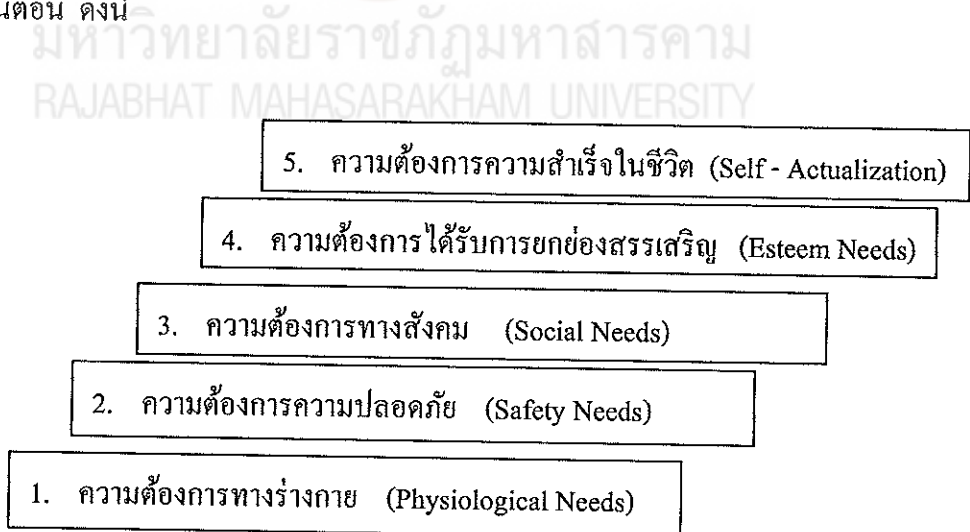 ดังนี้
มหาวิทยาลัยราชภัฏมหาสารคาม
RAJABHAT MAHASARAKHAM UNIVERSITY
5. ความต้องการความสำเร็จในชีวิต (Self - Actualization)
4. ความต้องการได้รับการยกย่องสรรเสริญ (Esteem Needs)
3. ความต้องการทางสังคม (Social Needs)
2. ความต้องการความปลอดภัย (Safety Needs)
1. ความต้องการทางร่างกาย (Physiological Needs)